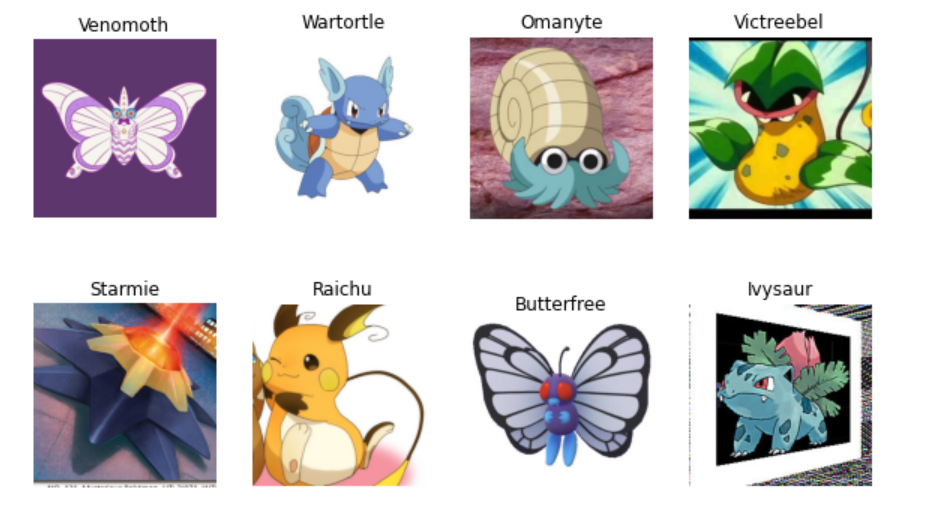 Venomoth
Wartortle
Omanyte
Victreebel
Starmie
Raichu
Butterfree
Ivysaur